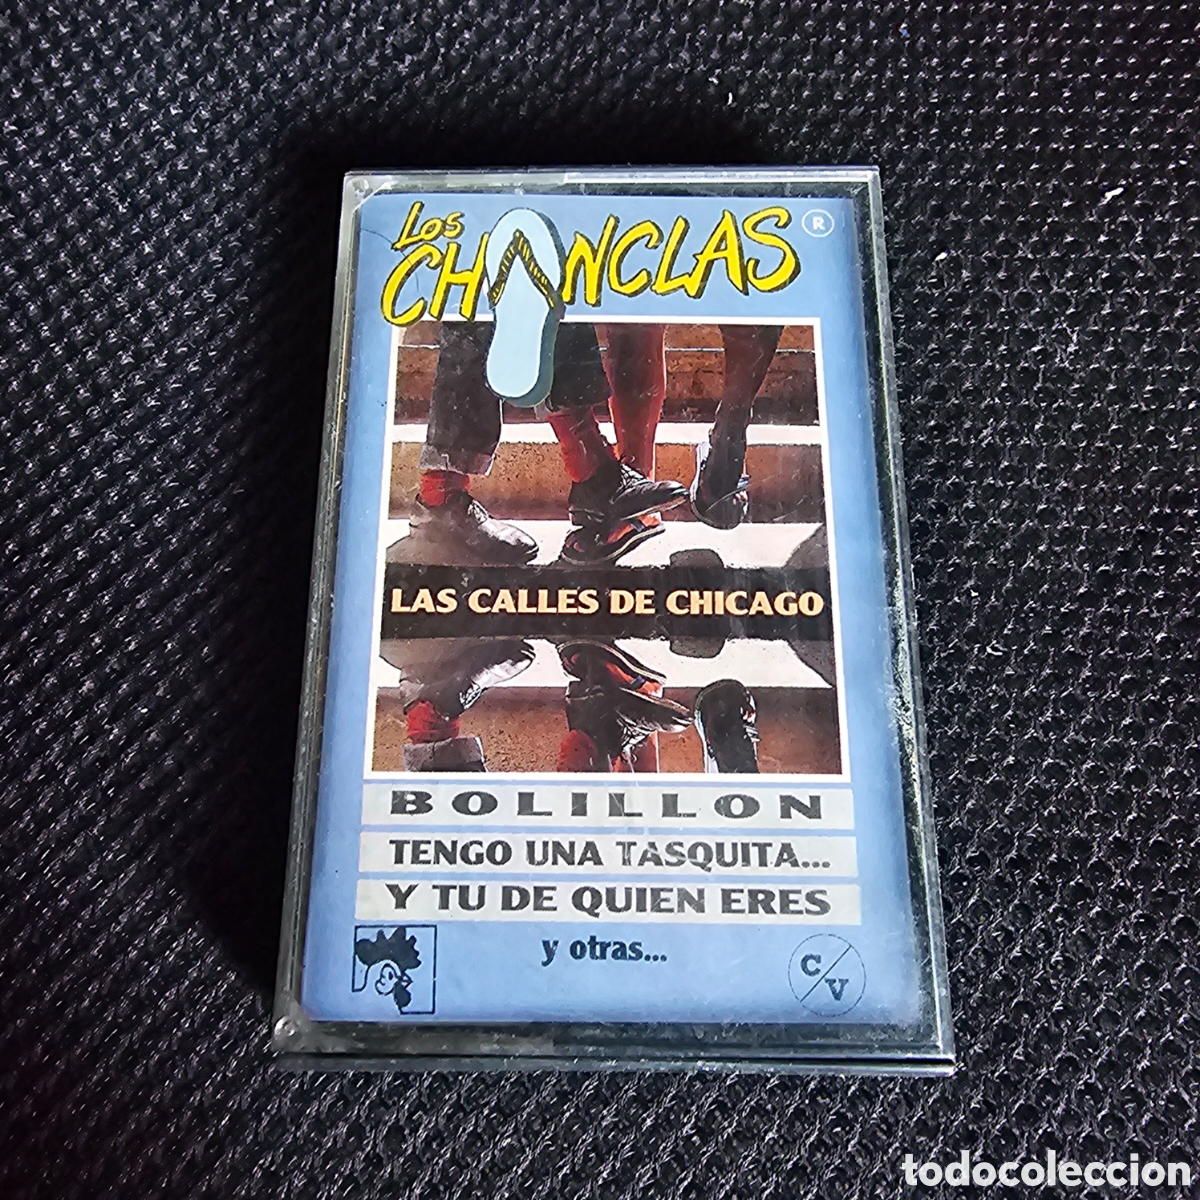 LOS
CHANCLAS ®
LAS CALLES DE CHICAGO
BOLILLON
TENGO UNA TASQUITA...
Y TU DE QUIEN ERES
y otras...
C/V
todocoleccion